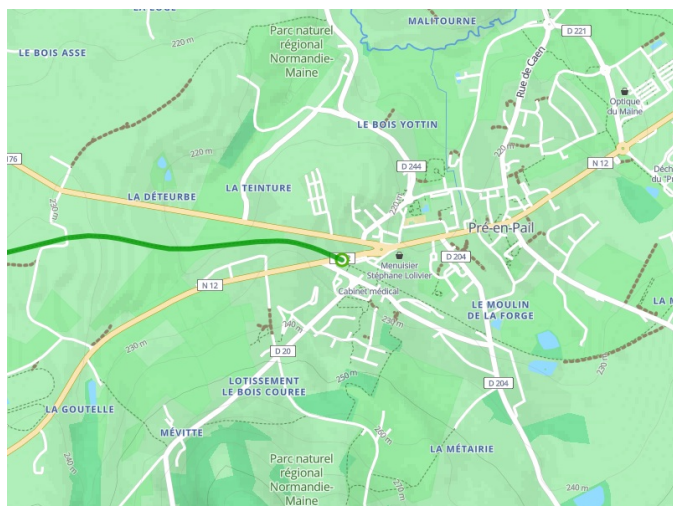 LE BOIS ASSE
220 m
Parc naturel
régional
Normandie-
Maine
MALITOURNE
D 221
Rue de Caen
Optique
du Maine
LE BOIS YOTTIN
220 m
D 244
220 m
N 12
LA DÉTEURBE
LA TEINTURE
230 m
Pré-en-Pail
D 204
Menuisier
Stéphane Lolivier
N 12
Cabinet médical
LE MOULIN
DE LA FORGE
230 m
240 m
230 m
D 20
230 m
250 m
LOTISSEMENT
LE BOIS COUREE
D 204
LA GOUTELLE
MÉVITTE
260 m
LA MÉTAIRIE
Parc naturel
régional
Normandie-
Maine
240 m
240 m